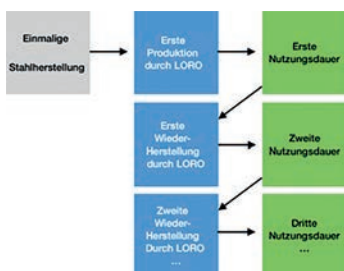 Einmalige
Stahlherstellung
Erste
Produktion
durch LORO
Erste
Nutzungsdauer
Erste
Wieder-
Herstellung
durch LORO
Zweite
Nutzungsdauer
Zweite
Wieder-
Herstellung
Durch LORO
...
Dritte
Nutzungsdauer
...